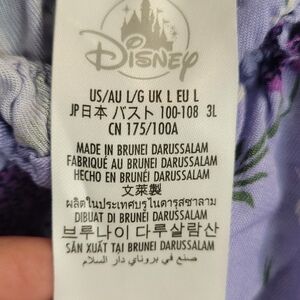 Disney
US/AU L/G UK L EU L
JP日本 バスト 100-108 3L
CN 175/100A
MADE IN BRUNEI DARUSSALAM
FABRIQUÉ AU BRUNEI DARUSSALAM
HECHO EN BRUNÉI DARUSSALAM
文萊製
ผลิตในประเทศบรูไนดารุสซาลาม
DIBUAT DI BRUNEI DARUSSALAM
브루나이 다루살람산
SẢN XUẤT TẠI BRUNEI DARUSSALAM
صنع في بروناي دار السلام